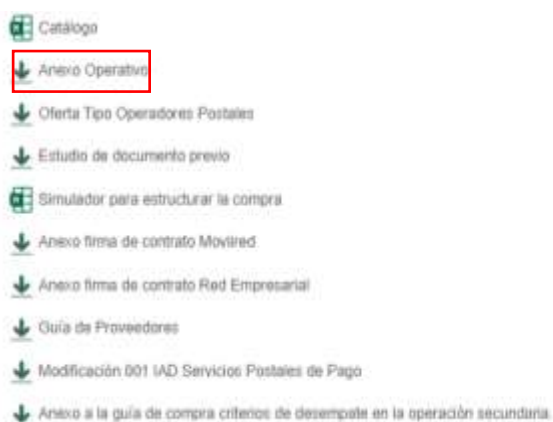 Catálogo
Anexo Operativo
Oferta Tipo Operadores Postales
Estudio de documento previo
Simulador para estructurar la compra
Anexo firma de contrato Movilred
Anexo firma de contrato Red Empresarial
Guía de Proveedores
Modificación 001 IAD Servicios Postales de Pago
Anexo a la guía de compra criterios de desempate en la operación secundaria.